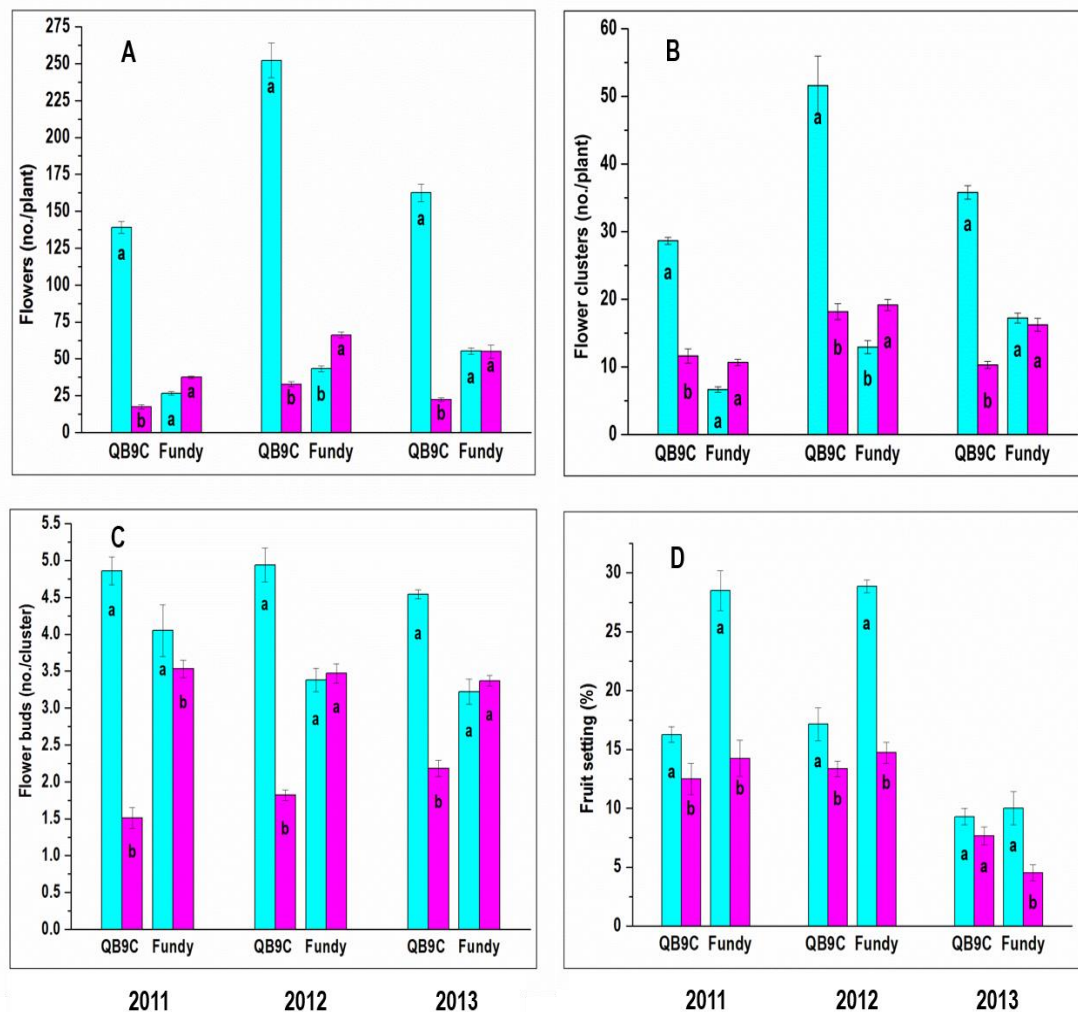 A
Flowers (no./plant)
275
250
225
200
175
150
125
100
75
50
25
0
a
b
a
a
a
b
b
a
a
b
a
a
QB9C Fundy QB9C Fundy QB9C Fundy
B
Flower clusters (no./plant)
60
50
40
30
20
10
0
a
b
a
a
a
b
b
a
a
b
a
a
QB9C Fundy QB9C Fundy QB9C Fundy
C
Flower buds (no./cluster)
5.5
5.0
4.5
4.0
3.5
3.0
2.5
2.0
1.5
1.0
0.5
0.0
a
b
a
b
a
b
a
a
a
b
a
a
QB9C Fundy QB9C Fundy QB9C Fundy
2011 2012 2013
D
Fruit setting (%)
30
25
20
15
10
5
0
a
b
a
b
a
b
a
b
a
a
a
b
QB9C Fundy QB9C Fundy QB9C Fundy
2011 2012 2013